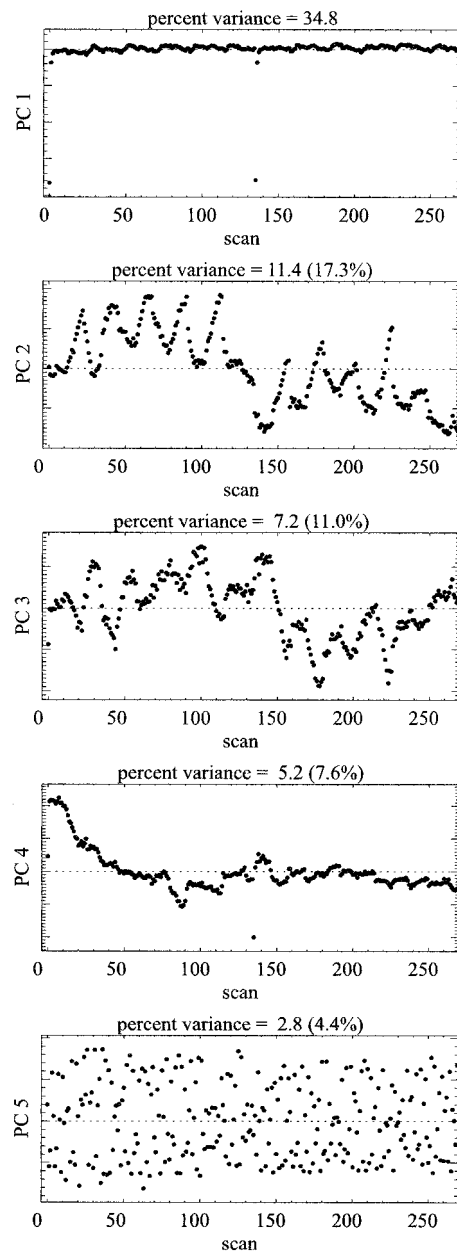 percent variance = 34.8
PC 1
0 50 100 150 200 250
scan
percent variance = 11.4 (17.3%)
PC 2
0 50 100 150 200 250
scan
percent variance = 7.2 (11.0%)
PC 3
0 50 100 150 200 250
scan
percent variance = 5.2 (7.6%)
PC 4
0 50 100 150 200 250
scan
percent variance = 2.8 (4.4%)
PC 5
0 50 100 150 200 250
scan